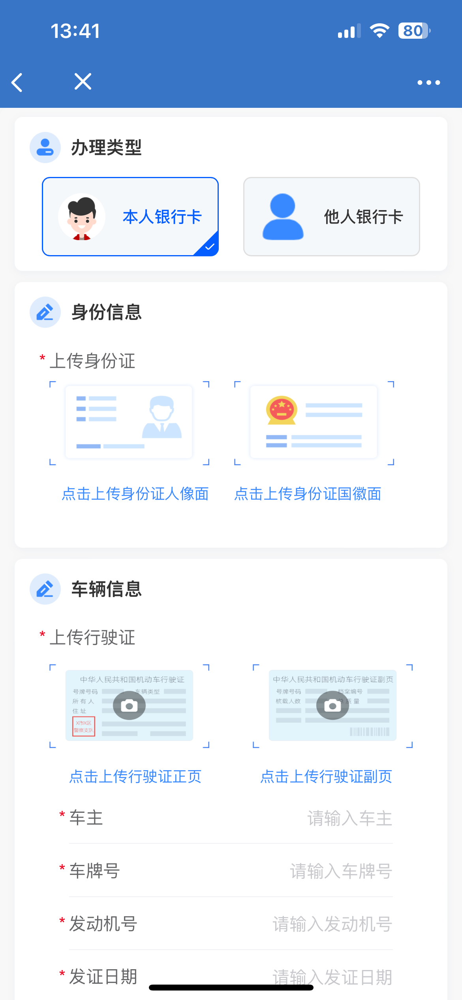 13:41
80
办理类型
本人银行卡
他人银行卡
身份信息
* 上传身份证
点击上传身份证人像面
点击上传身份证国徽面
车辆信息
* 上传行驶证
中华人民共和国机动车行驶证
号牌号码
车辆类型
所有人
住址
X市X区
警察支队
中华人民共和国机动车行驶证副页
号牌号码
档案编号
核载人数
总质量
点击上传行驶证正页
点击上传行驶证副页
* 车主
请输入车主
* 车牌号
请输入车牌号
* 发动机号
请输入发动机号
* 发证日期
请输入发证日期